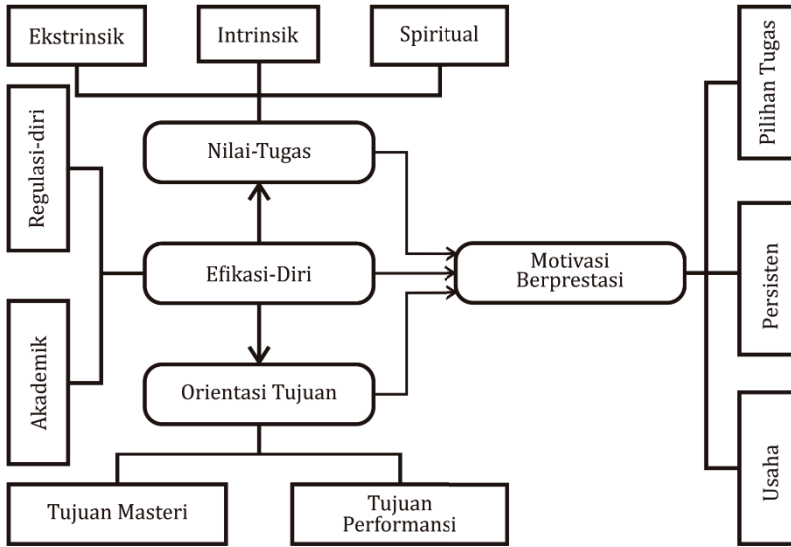 Ekstrinsik
Intrinsik
Spiritual
Regulasi-diri
Nilai-Tugas
Pilihan Tugas
Efikasi-Diri
Motivasi
Berprestasi
Persisten
Akademik
Orientasi Tujuan
Usaha
Tujuan Masteri
Tujuan
Performansi